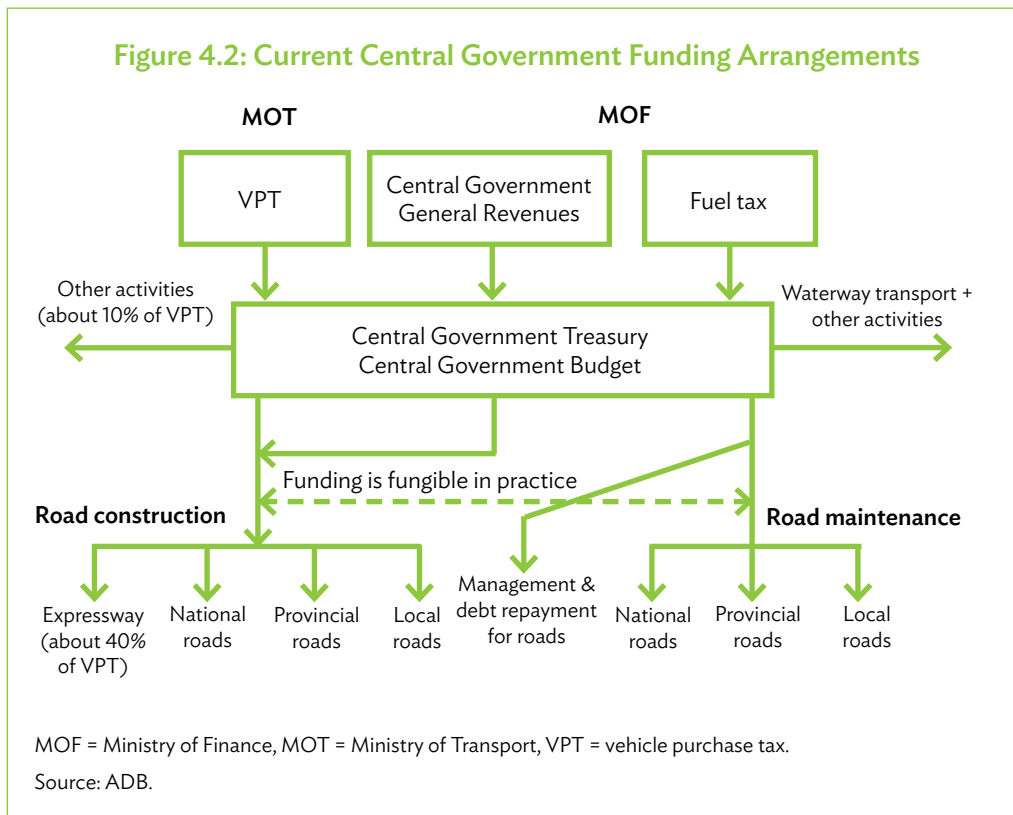 Figure 4.2: Current Central Government Funding Arrangements
MOT
MOF
VPT
Central Government
General Revenues
Fuel tax
Other activities
(about 10% of VPT)
Waterway transport +
other activities
Central Government Treasury
Central Government Budget
Funding is fungible in practice
Road construction
Road maintenance
Expressway
(about 40%
of VPT)
National
roads
Provincial
roads
Local
roads
Management &
debt repayment
for roads
National
roads
Provincial
roads
Local
roads
MOF = Ministry of Finance, MOT = Ministry of Transport, VPT = vehicle purchase tax.
Source: ADB.